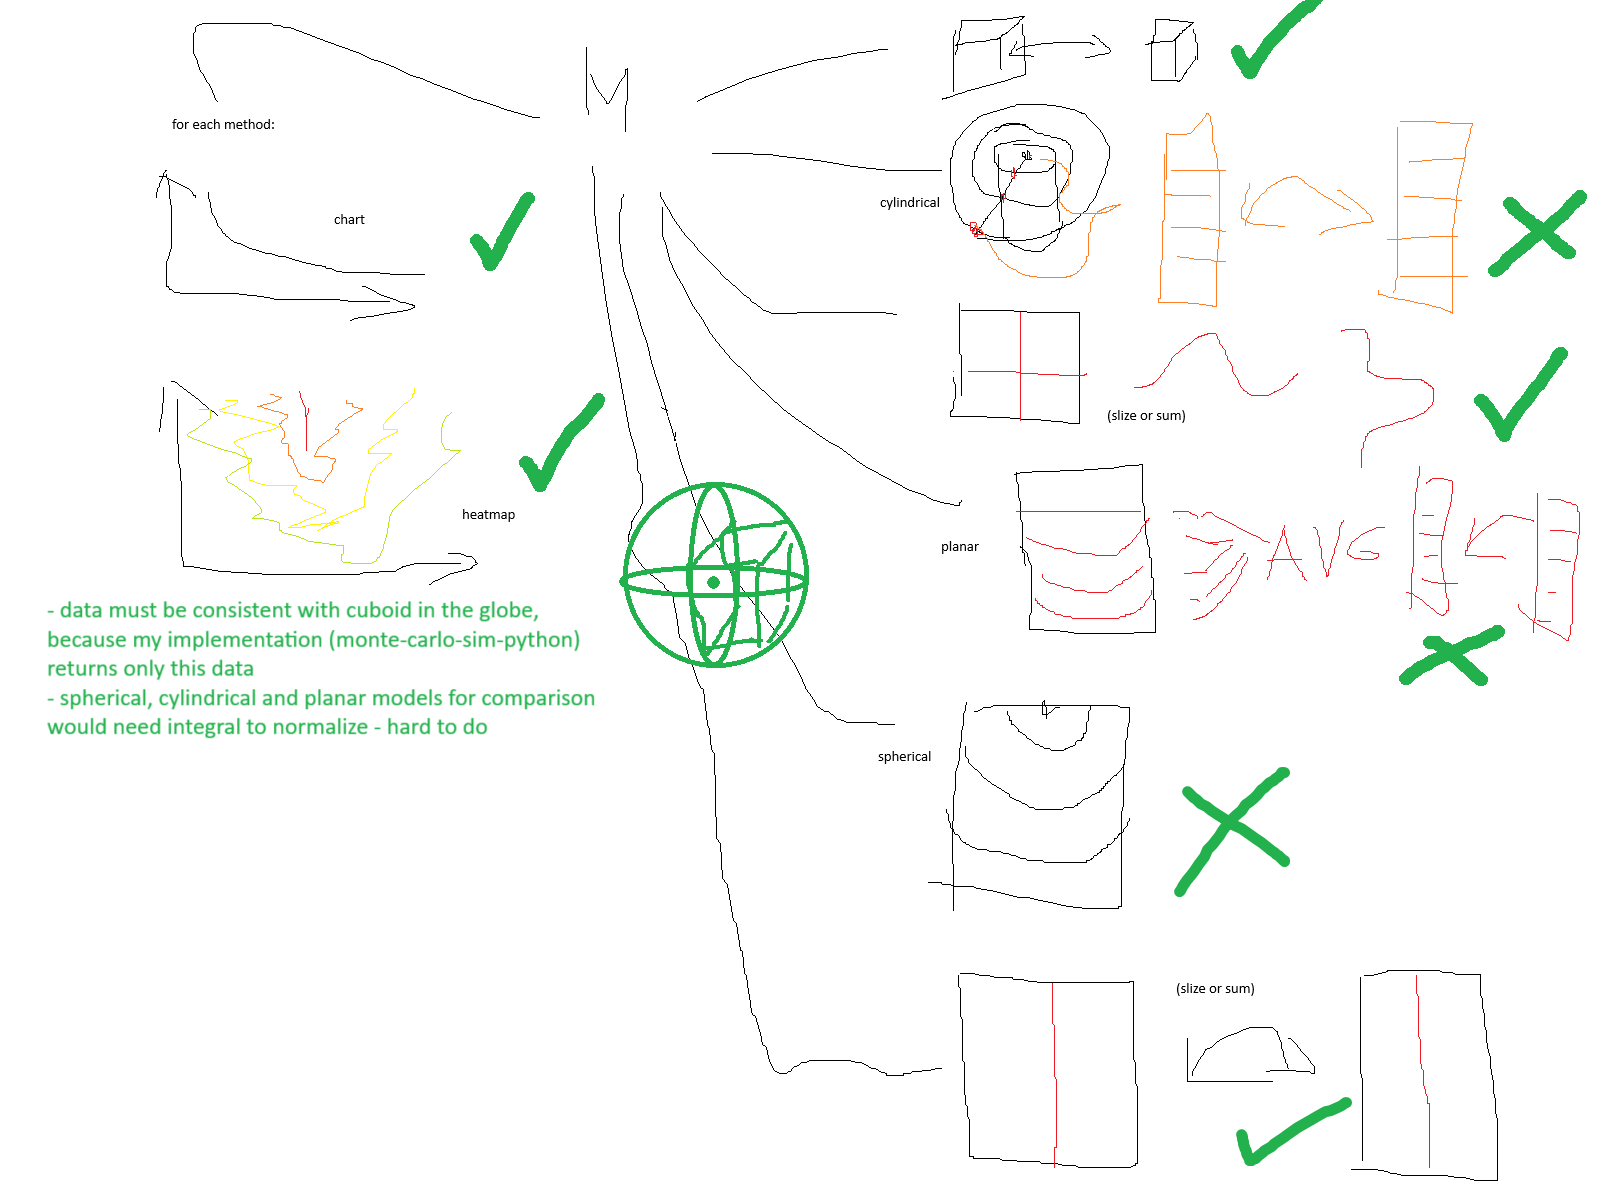 M
for each method:
cylindrical
chart
(slize or sum)
heatmap
planar
AVG
- data must be consistent with cuboid in the globe,
because my implementation (monte-carlo-sim-python)
returns only this data
- spherical, cylindrical and planar models for comparison
would need integral to normalize - hard to do
spherical
(slize or sum)